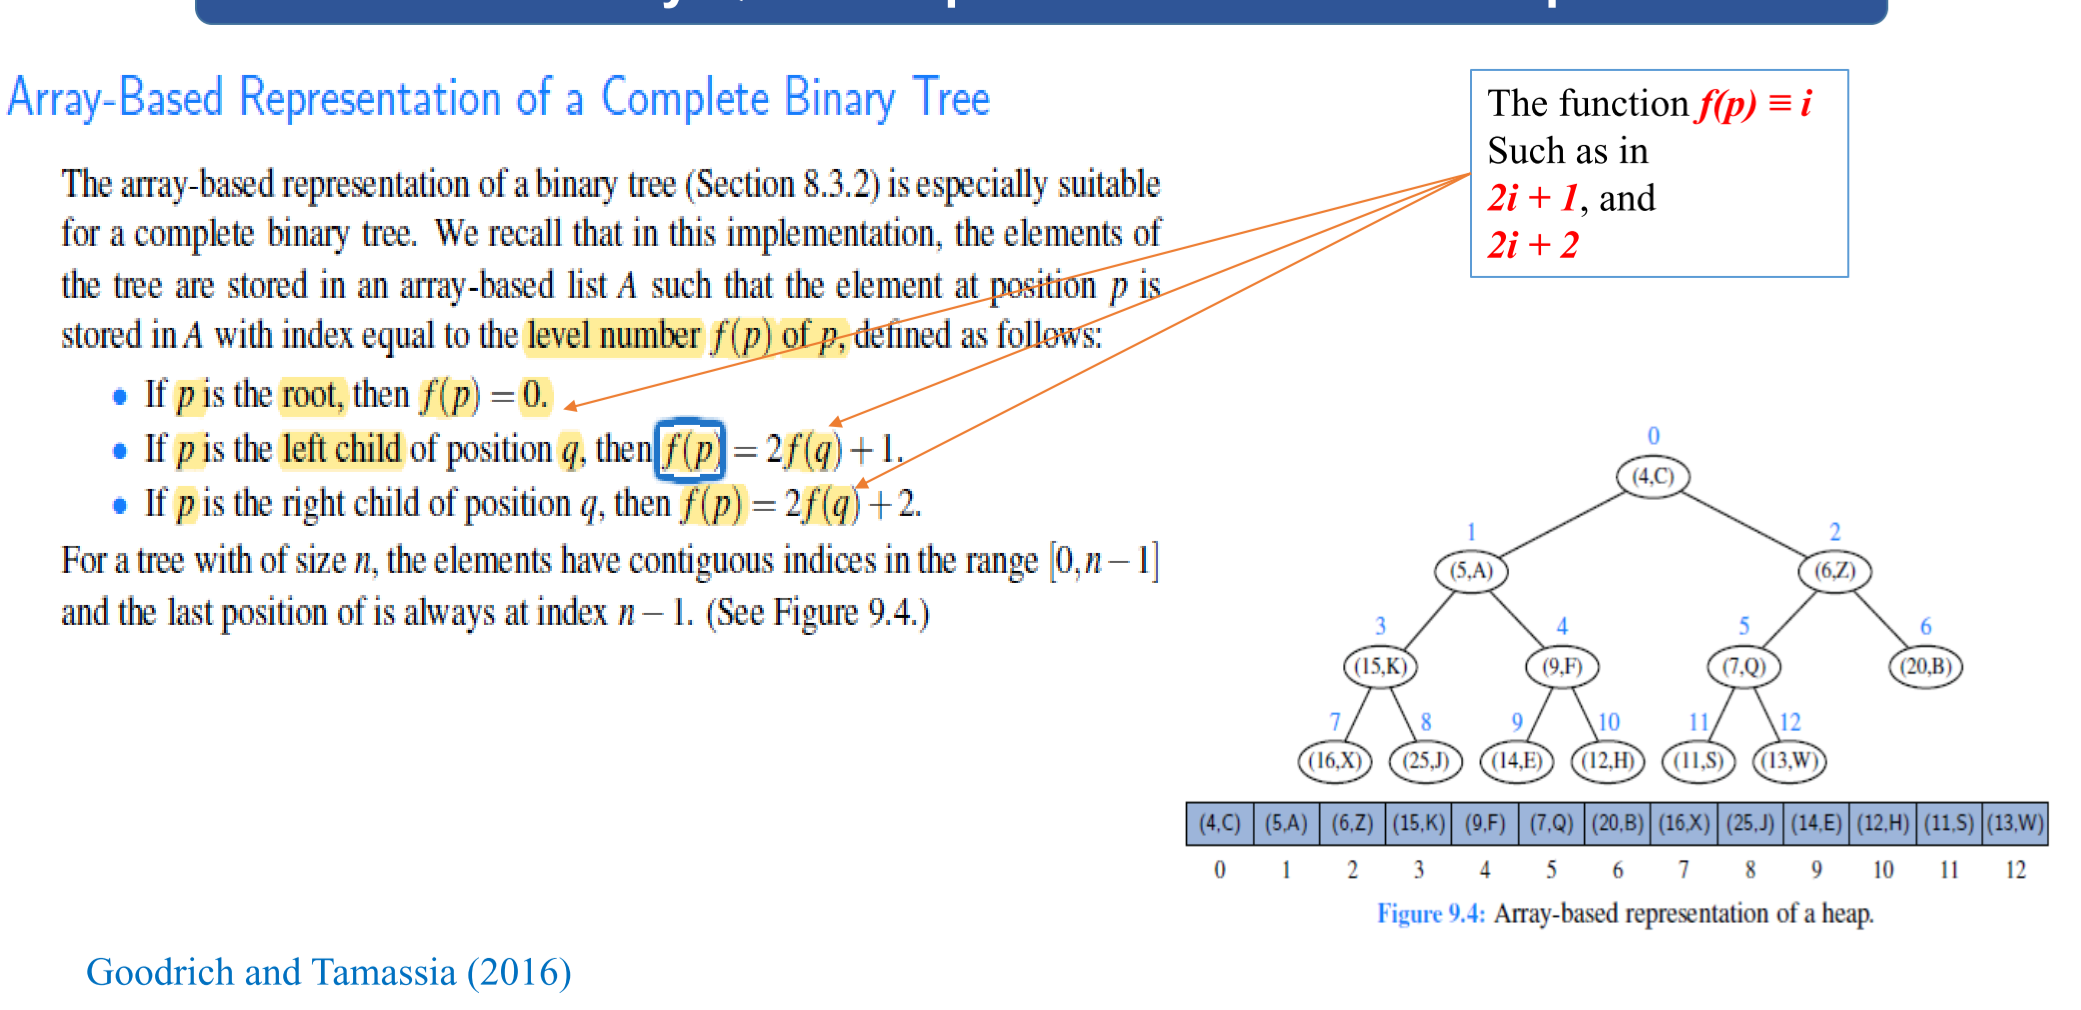 Array-Based Representation of a Complete Binary Tree
The array-based representation of a binary tree (Section 8.3.2) is especially suitable
for a complete binary tree. We recall that in this implementation, the elements of
the tree are stored in an array-based list A such that the element at position p is
stored in A with index equal to the level number f(p) of p, defined as follows:
• If p is the root, then f(p) = 0.
• If p is the left child of position q, then f(p) = 2f(q)+1.
• If p is the right child of position q, then f(p) = 2f(q)+2.
For a tree with of size n, the elements have contiguous indices in the range [0,n−1]
and the last position of is always at index n−1. (See Figure 9.4.)
The function f(p) ≡ i
Such as in
2i + 1, and
2i + 2
0
(4,C)
1 2
(5,A) (6,Z)
3 4 5 6
(15,K) (9,F) (7,Q) (20,B)
7 8 9 10 11 12
(16,X) (25,J) (14,E) (12,H) (11,S) (13,W)
(4,C) (5,A) (6,Z) (15,K) (9,F) (7,Q) (20,B) (16,X) (25,J) (14,E) (12,H) (11,S) (13,W)
0 1 2 3 4 5 6 7 8 9 10 11 12
Figure 9.4: Array-based representation of a heap.
Goodrich and Tamassia (2016)